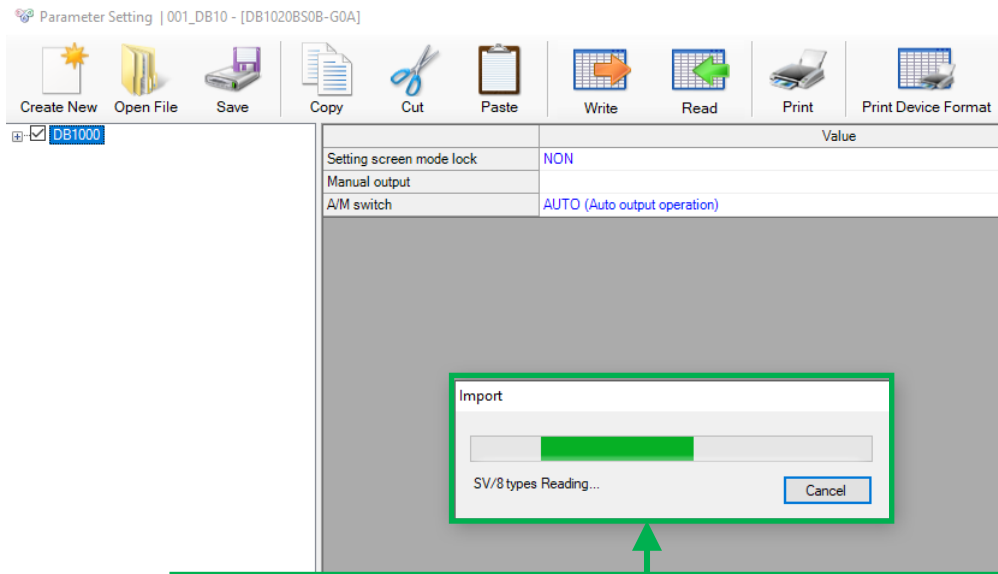 Parameter Setting | 001_DB10 - [DB1020BS0B-G0A]
Create New Open File Save Copy Cut Paste Write Read Print Print Device Format
DB1000
Value
Setting screen mode lock NON
Manual output
A/M switch AUTO (Auto output operation)
Import
SV/8 types Reading...
Cancel